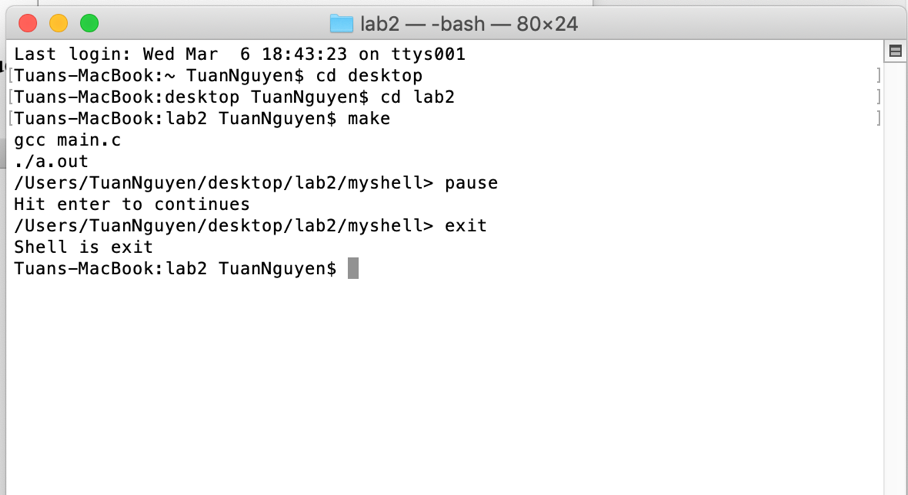 lab2 — -bash — 80×24
Last login: Wed Mar  6 18:43:23 on ttys001
[Tuans-MacBook:~ TuanNguyen$ cd desktop ]
[Tuans-MacBook:desktop TuanNguyen$ cd lab2 ]
[Tuans-MacBook:lab2 TuanNguyen$ make ]
gcc main.c
./a.out
/Users/TuanNguyen/desktop/lab2/myshell> pause
Hit enter to continues
/Users/TuanNguyen/desktop/lab2/myshell> exit
Shell is exit
Tuans-MacBook:lab2 TuanNguyen$